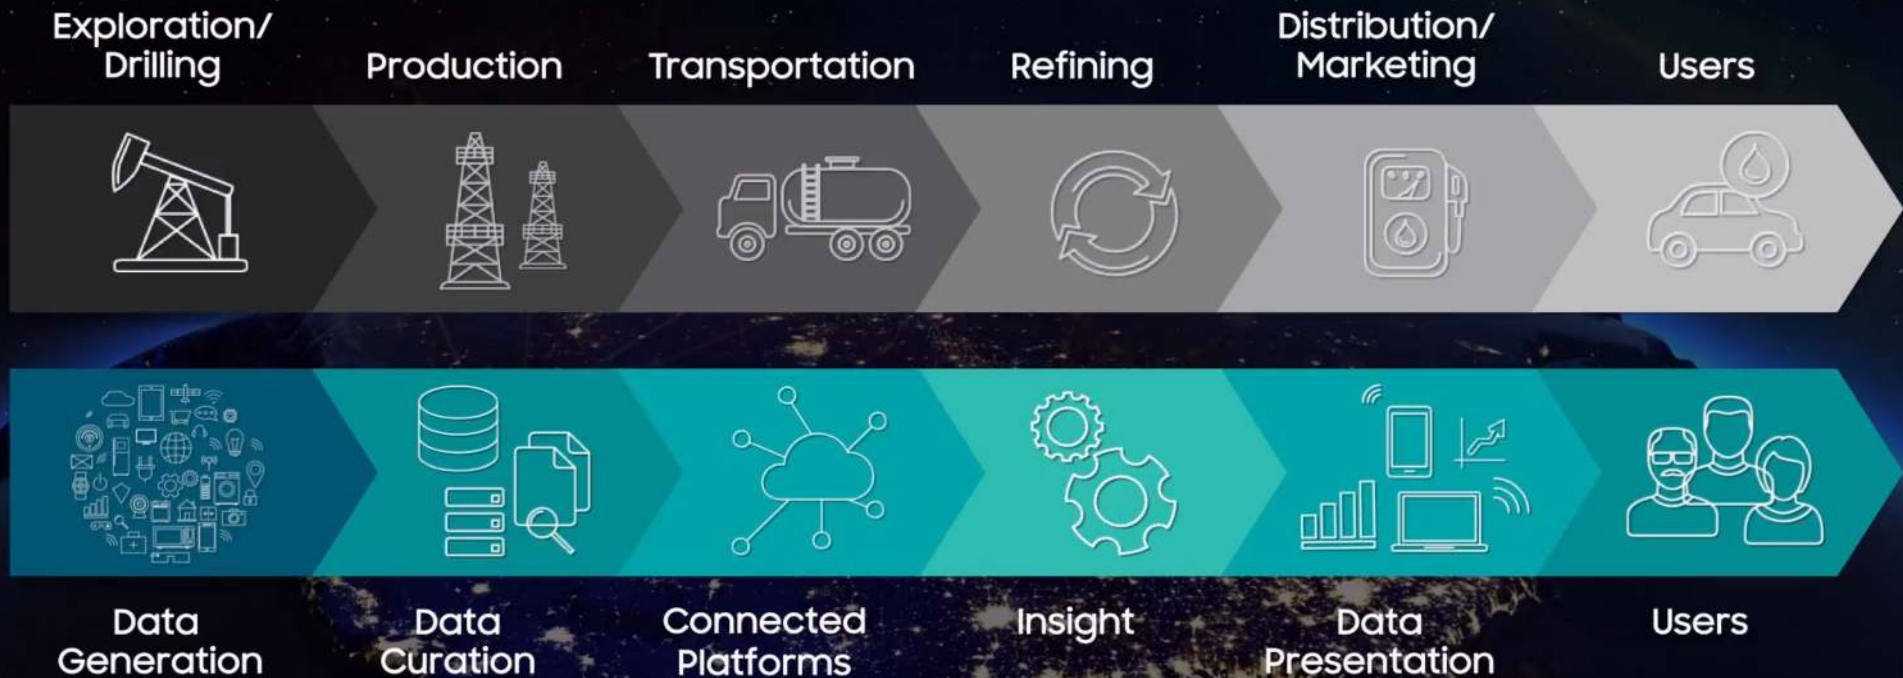 Exploration/
Drilling
Production
Transportation
Refining
Distribution/
Marketing
Users
Data
Generation
Data
Curation
Connected
Platforms
Insight
Data
Presentation
Users